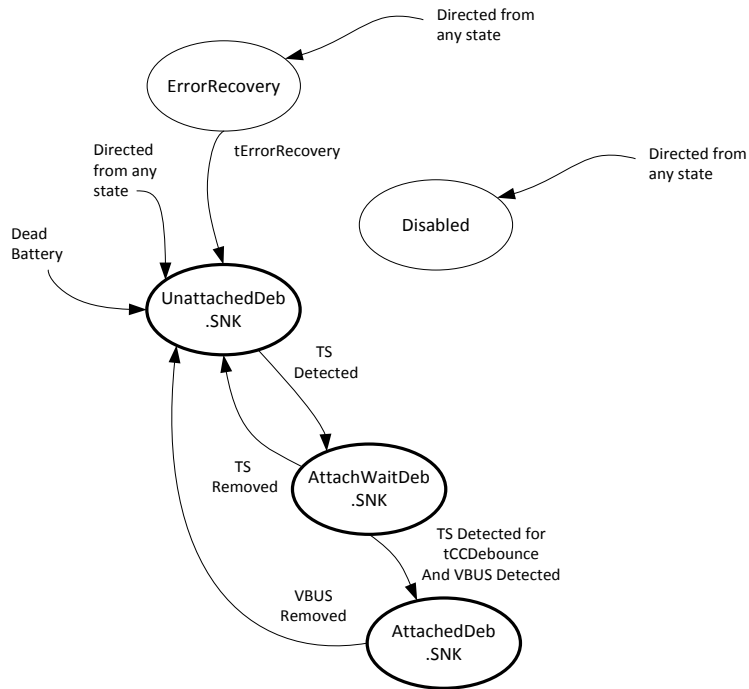 Directed from
any state
ErrorRecovery
tErrorRecovery
Directed
from any
state
Directed from
any state
Disabled
Dead
Battery
UnattachedDeb
.SNK
TS
Detected
TS
Removed
AttachWaitDeb
.SNK
TS Detected for
tCCDebounce
And VBUS Detected
VBUS
Removed
AttachedDeb
.SNK